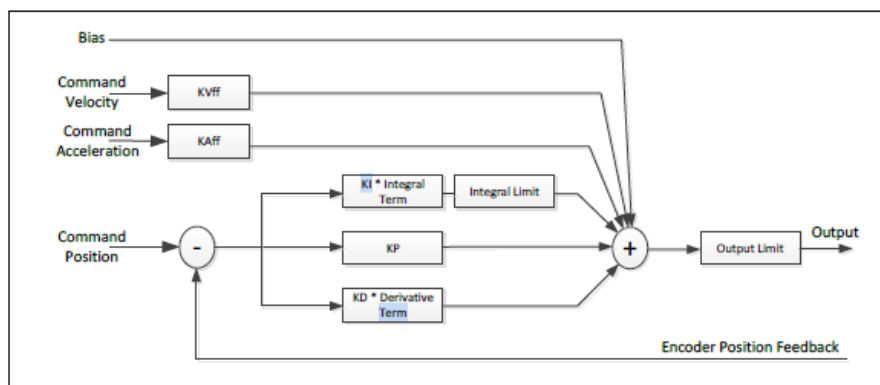 Bias
Command
Velocity
KVff
Command
Acceleration
KAff
KI * Integral
Term
Integral Limit
Command
Position
-
KP
+
Output Limit
Output
KD * Derivative
Term
Encoder Position Feedback